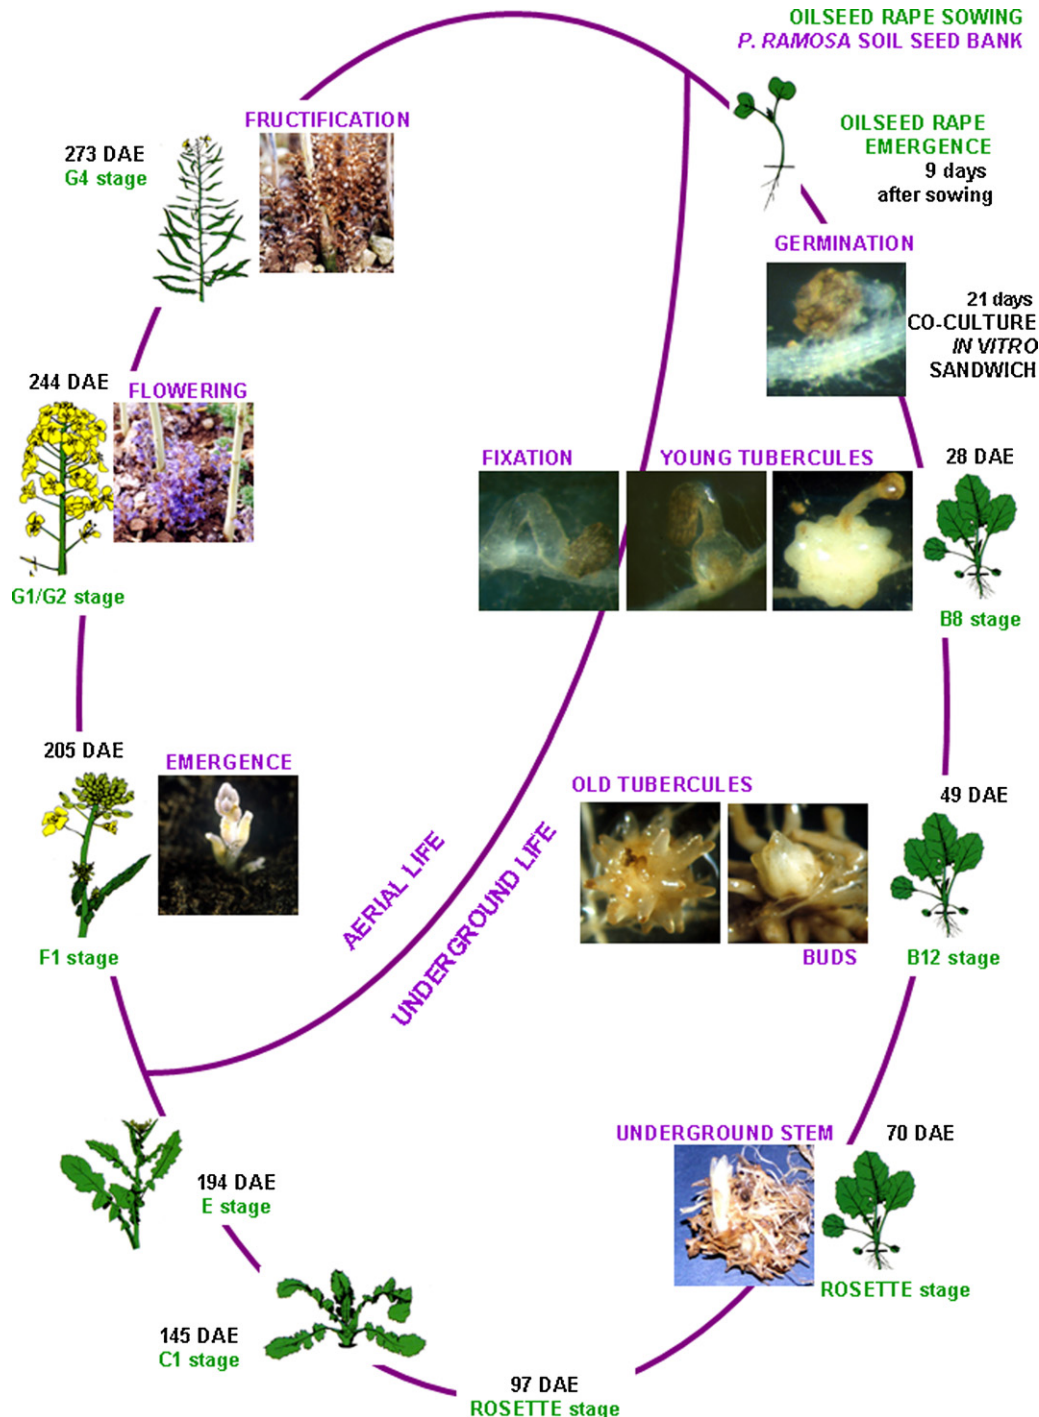 OILSEED RAPE SOWING
P. RAMOSA SOIL SEED BANK
OILSEED RAPE
EMERGENCE
9 days
after sowing
GERMINATION
21 days
CO-CULTURE
IN VITRO
SANDWICH
FIXATION
YOUNG TUBERCULES
28 DAE
B8 stage
OLD TUBERCULES
BUDS
49 DAE
B12 stage
UNDERGROUND STEM
70 DAE
ROSETTE stage
97 DAE
ROSETTE stage
145 DAE
C1 stage
194 DAE
E stage
AERIAL LIFE
UNDERGROUND LIFE
205 DAE
EMERGENCE
F1 stage
244 DAE
FLOWERING
G1/G2 stage
273 DAE
G4 stage
FRUCTIFICATION